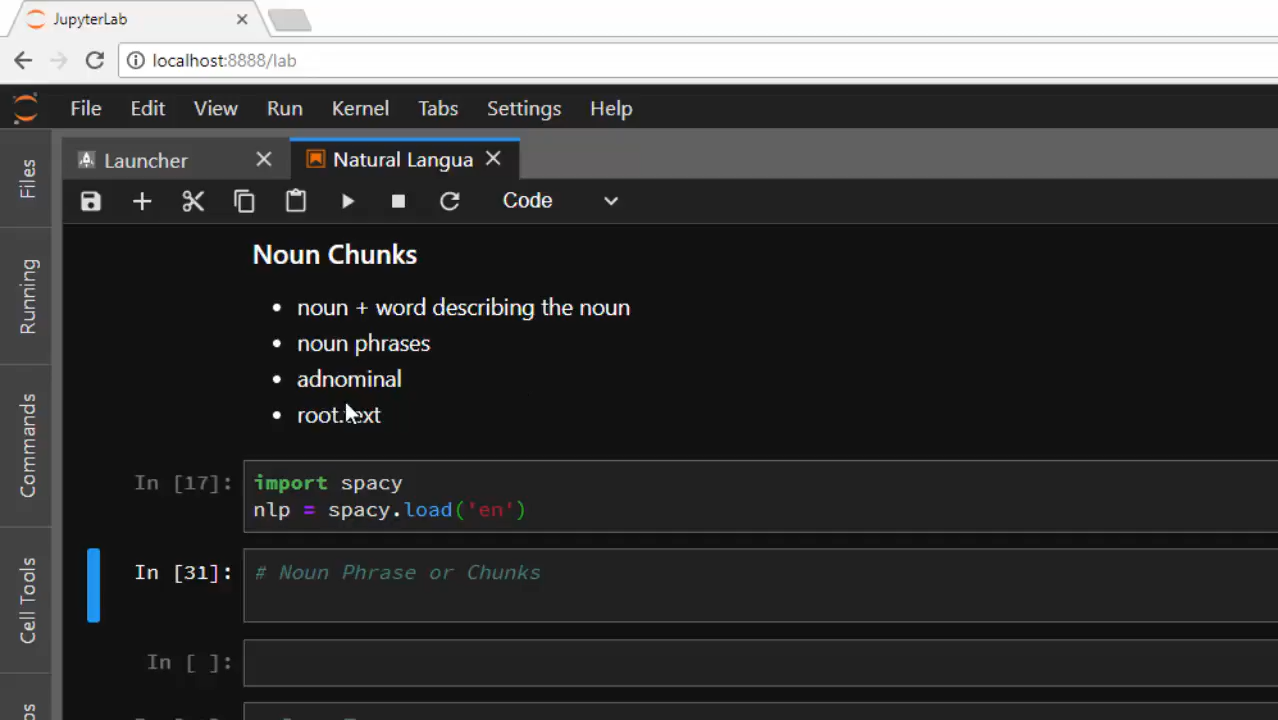 JupyterLab
localhost:8888/lab
File Edit View Run Kernel Tabs Settings Help
Launcher Natural Langua
Code
Files
Running
Commands
Cell Tools
Noun Chunks
• noun + word describing the noun
• noun phrases
• adnominal
• root.text
In [17]: import spacy
nlp = spacy.load('en')
In [31]: # Noun Phrase or Chunks
In [ ]: